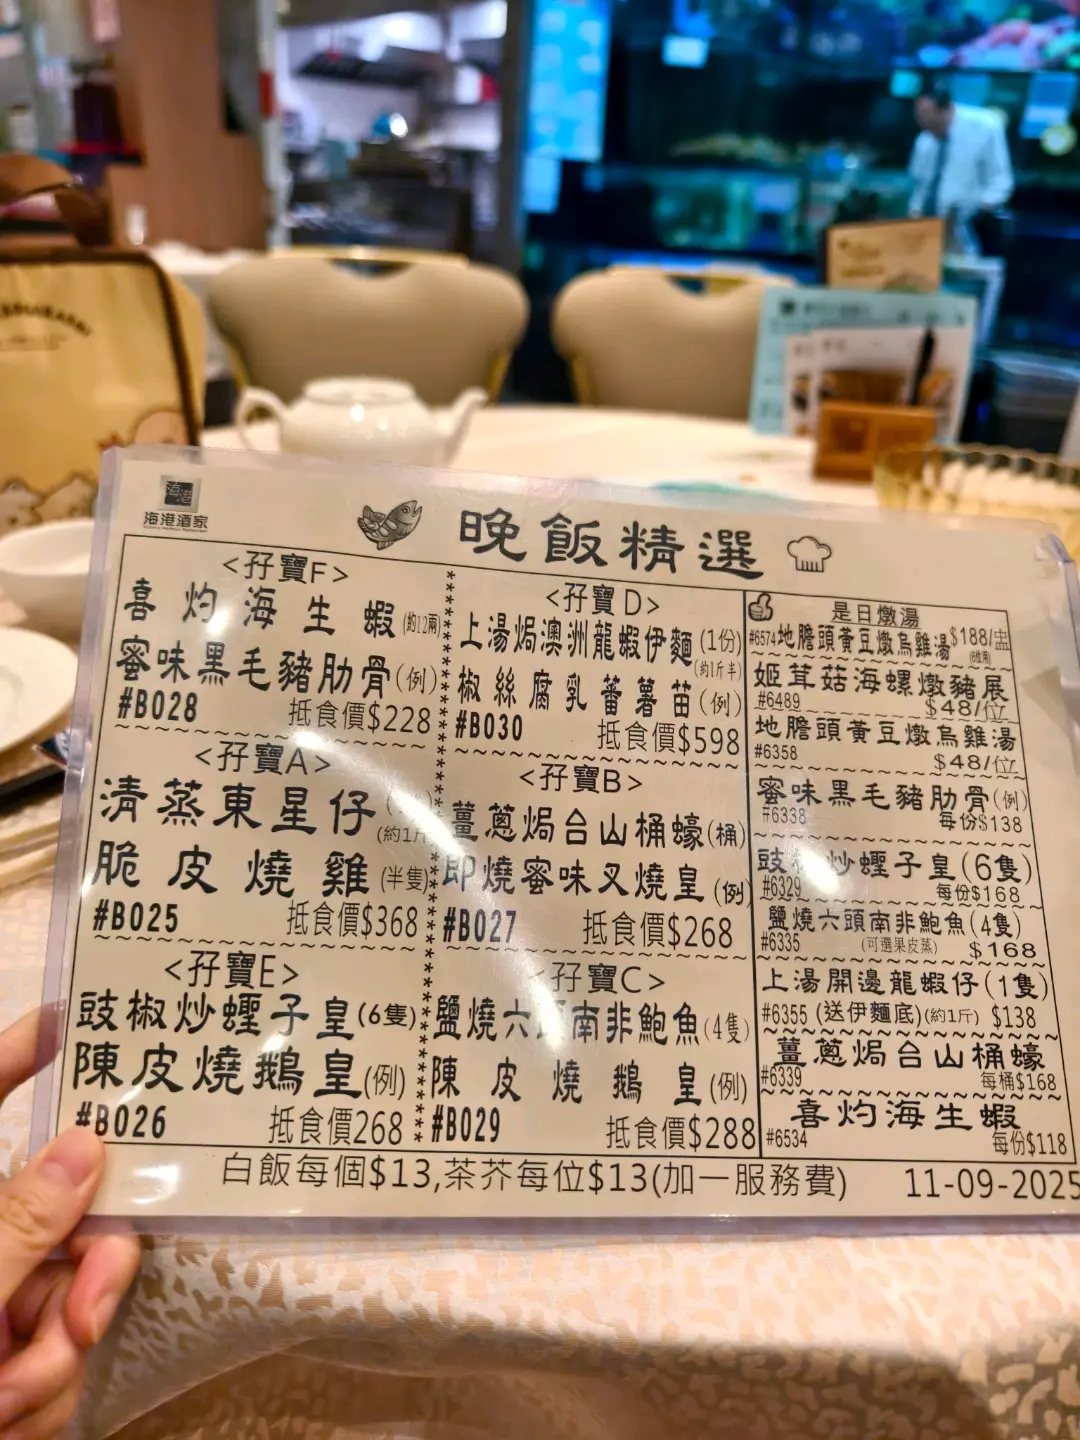 海港
海港酒家
晚飯精選
<孖寶F>
喜灼海生蝦(約12兩)
蜜味黑毛豬肋骨(例)
#B028 抵食價$228
<孖寶A>
清蒸東星仔
(約1斤
脆皮燒雞(半隻)
#B025 抵食價$368
<孖寶E>
豉椒炒蟶子皇(6隻)
陳皮燒鵝皇(例)
#B026 抵食價268
<孖寶D>
上湯焗澳洲龍蝦伊麵(1份)
(約1斤半)
椒絲腐乳蕃薯苗(例)
#B030 抵食價$598
<孖寶B>
薑蔥焗台山桶蠔(桶)
即燒蜜味叉燒皇(例)
#B027 抵食價$268
<孖寶C>
鹽燒六頭南非鮑魚(4隻)
陳皮燒鵝皇(例)
#B029 抵食價$288
是日燉湯
#6574 地膽頭黃豆燉烏雞湯 $188/盅
姬茸菇海螺燉豬展
#6489 $48/位
地膽頭黃豆燉烏雞湯
#6358 $48/位
蜜味黑毛豬肋骨(例)
#6338 每份$138
豉椒炒蟶子皇(6隻)
#6329 每份$168
鹽燒六頭南非鮑魚(4隻)
#6335 (可選果皮蒸) $168
上湯開邊龍蝦仔(1隻)
#6355 (送伊麵底)(約1斤) $138
薑蔥焗台山桶蠔
#6339 每桶$168
喜灼海生蝦
#6534 每份$118
白飯每個$13,茶芥每位$13(加一服務費) 11-09-2025